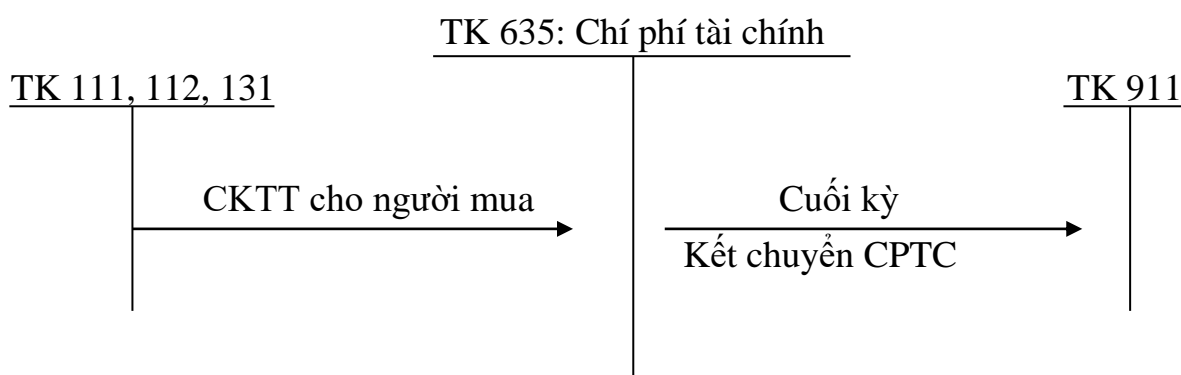 TK 635: Chí phí tài chính
TK 111, 112, 131
TK 911
CKTT cho người mua
Cuối kỳ
Kết chuyển CPTC